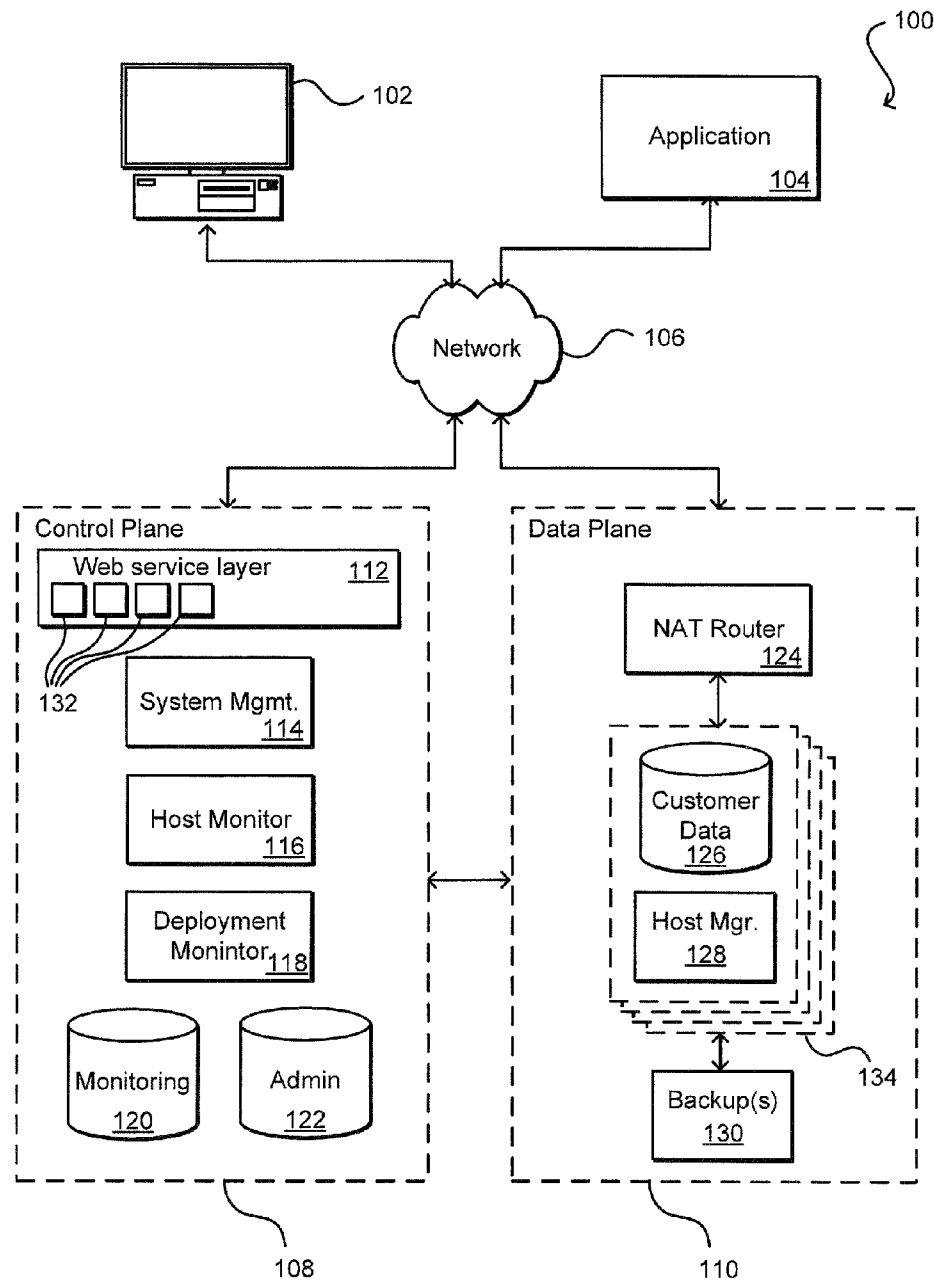 100
102
Application
104
Network
106
Control Plane
Web service layer
112
132
System Mgmt.
114
Host Monitor
116
Deployment
Monintor
118
Monitoring
120
Admin
122
108
Data Plane
NAT Router
124
Customer
Data
126
Host Mgr.
128
134
Backup(s)
130
110